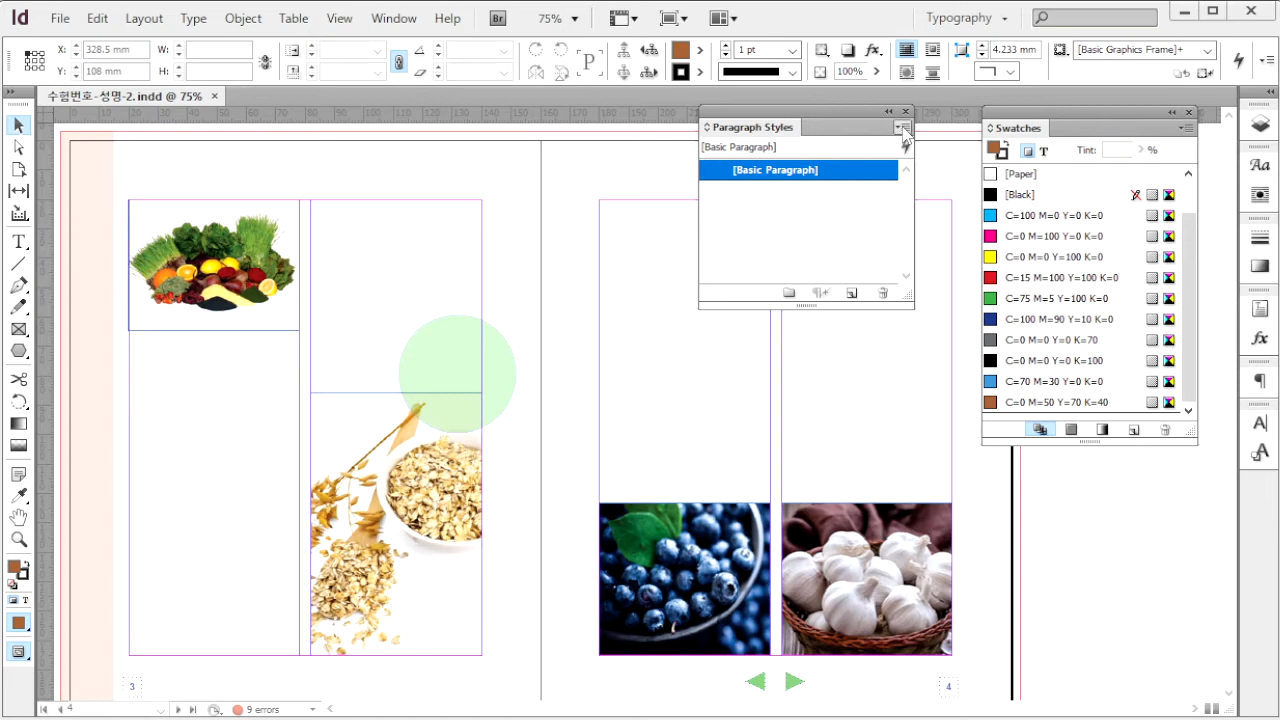 Id File Edit Layout Type Object Table View Window Help Br 75% Typography
X: 328.5 mm W: 1 pt 4.233 mm [Basic Graphics Frame]+
Y: 108 mm H: P fx. 100%
수험번호-성명-2.indd @ 75% ×
Paragraph Styles
[Basic Paragraph]
[Basic Paragraph]
Swatches
T Tint: %
[Paper]
[Black]
C=100 M=0 Y=0 K=0
C=0 M=100 Y=0 K=0
C=0 M=0 Y=100 K=0
C=15 M=100 Y=100 K=0
C=75 M=5 Y=100 K=0
C=100 M=90 Y=10 K=0
C=0 M=0 Y=0 K=70
C=0 M=0 Y=0 K=100
C=70 M=30 Y=0 K=0
C=0 M=50 Y=70 K=40
3
4
4 9 errors